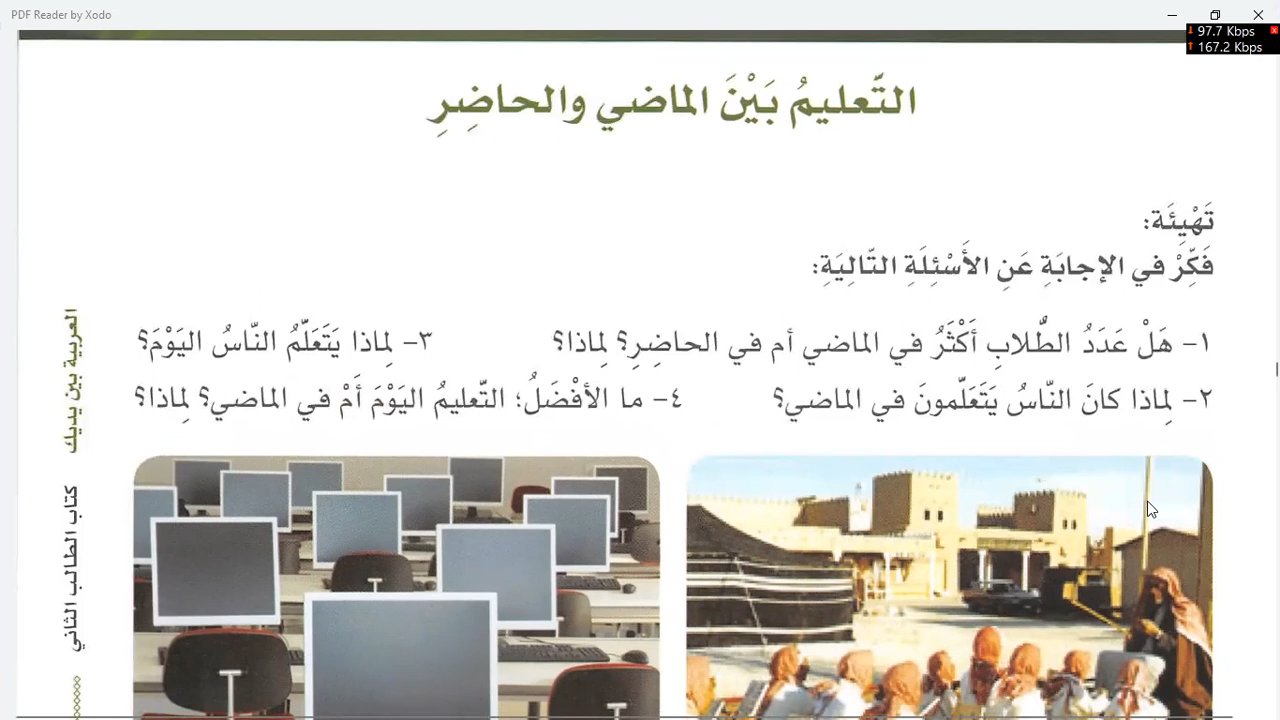 PDF Reader by Xodo
97.7 Kbps
167.2 Kbps
التّعليمُ بَيْنَ الماضي والحاضِرِ
تَهْيِئَة:
فَكِّرْ في الإجابَةِ عَنِ الأَسْئِلَةِ التّالِيَةِ:
١- هَلْ عَدَدُ الطُّلابِ أَكْثَرُ في الماضي أم في الحاضِرِ؟ لِماذا؟
٣- لِماذا يَتَعَلَّمُ النّاسُ اليَوْمَ؟
٢- لِماذا كانَ النّاسُ يَتَعَلّمونَ في الماضي؟
٤- ما الأفْضَلُ؛ التّعليمُ اليَوْمَ أَمْ في الماضي؟ لِماذا؟
العربية بين يديك
كتاب الطالب الثاني